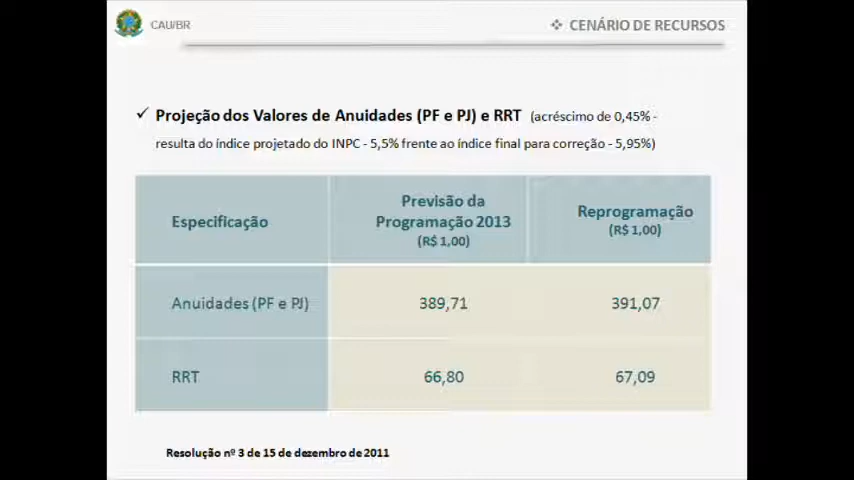 CAU/BR
❖ CENÁRIO DE RECURSOS
✓ Projeção dos Valores de Anuidades (PF e PJ) e RRT (acréscimo de 0,45% -
resulta do índice projetado do INPC - 5,5% frente ao índice final para correção - 5,95%)
Especificação
Previsão da
Programação 2013
(R$ 1,00)
Reprogramação
(R$ 1,00)
Anuidades (PF e PJ)
389,71
391,07
RRT
66,80
67,09
Resolução nº 3 de 15 de dezembro de 2011